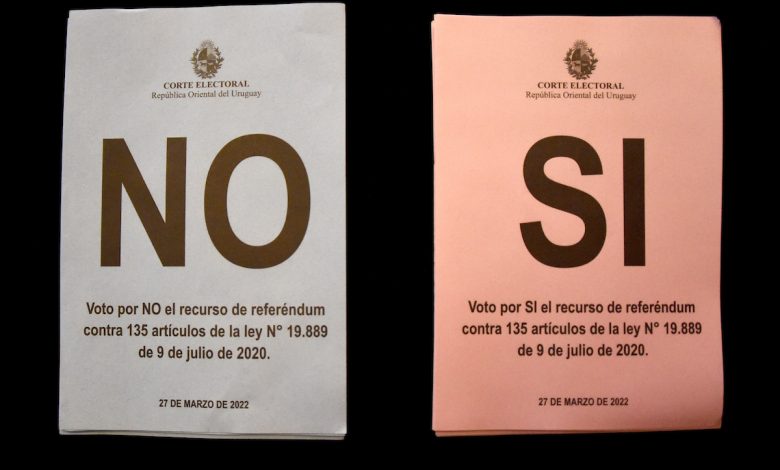 CORTE ELECTORAL
República Oriental del Uruguay
NO
Voto por NO el recurso de referéndum
contra 135 artículos de la ley N° 19.889
de 9 de julio de 2020.
27 DE MARZO DE 2022
CORTE ELECTORAL
República Oriental del Uruguay
SI
Voto por SI el recurso de referéndum
contra 135 artículos de la ley N° 19.889
de 9 de julio de 2020.
27 DE MARZO DE 2022